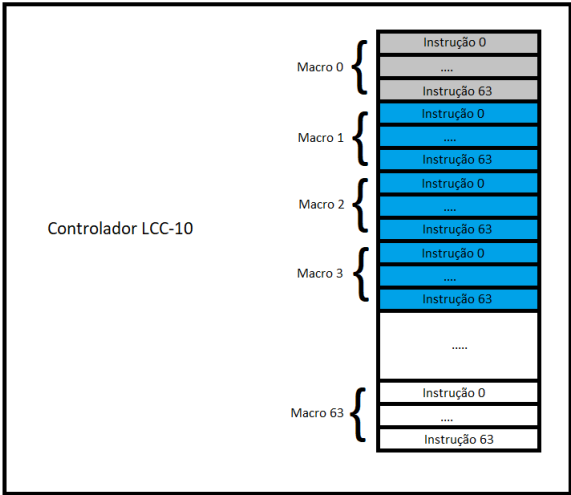 Instrução 0
Macro 0
....
Instrução 63
Instrução 0
Macro 1
....
Instrução 63
Instrução 0
Macro 2
....
Instrução 63
Controlador LCC-10
Instrução 0
Macro 3
....
Instrução 63
.....
Instrução 0
Macro 63
....
Instrução 63